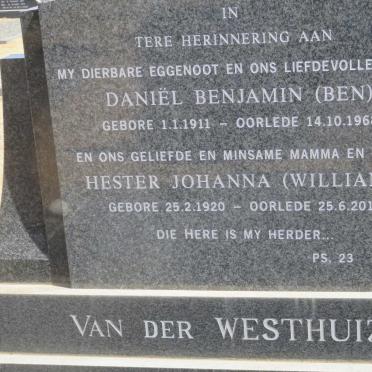 IN
TERE HERINNERING AAN
MY DIERBARE EGGENOOT EN ONS LIEFDEVOLLE
DANIËL BENJAMIN (BEN)
GEBORE 1.1.1911 – OORLEDE 14.10.1968
EN ONS GELIEFDE EN MINSAME MAMMA EN
HESTER JOHANNA (WILLIA
GEBORE 25.2.1920 – OORLEDE 25.6.201
DIE HERE IS MY HERDER...
PS. 23
VAN DER WESTHUIZ